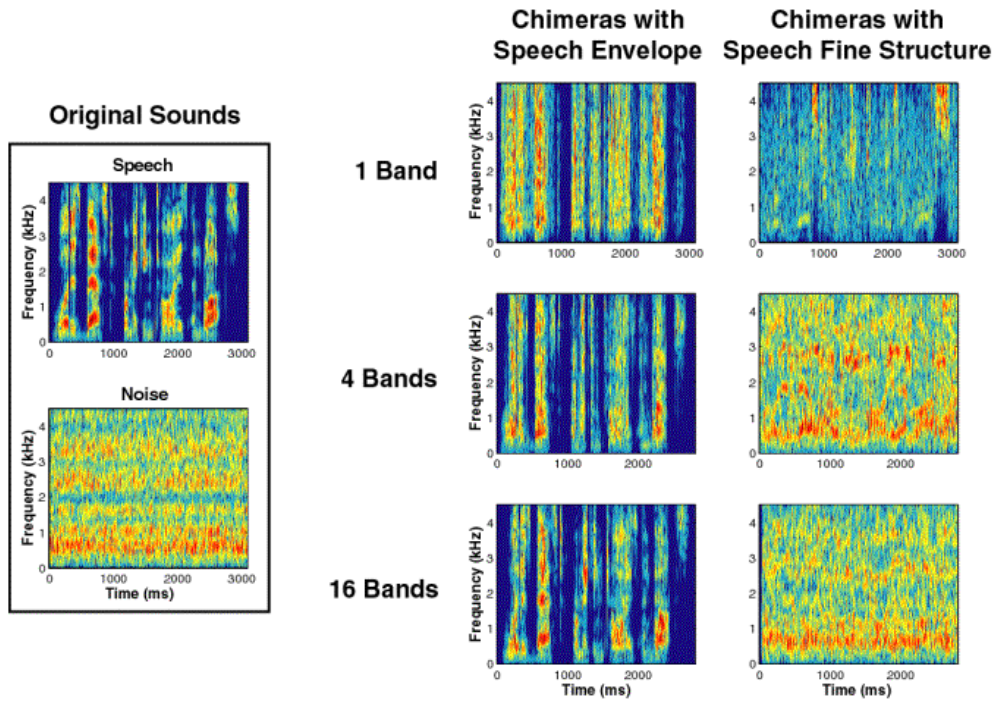 Chimeras with
Speech Envelope
Chimeras with
Speech Fine Structure
Original Sounds
Speech
Frequency (kHz)
4
3
2
1
0
0 1000 2000 3000
Noise
Frequency (kHz)
4
3
2
1
0
0 1000 2000 3000
Time (ms)
1 Band
Frequency (kHz)
4
3
2
1
0
0 1000 2000 3000
4
3
2
1
0
0 1000 2000 3000
4 Bands
Frequency (kHz)
4
3
2
1
0
0 1000 2000
4
3
2
1
0
0 1000 2000
16 Bands
Frequency (kHz)
4
3
2
1
0
0 1000 2000
Time (ms)
4
3
2
1
0
0 1000 2000
Time (ms)